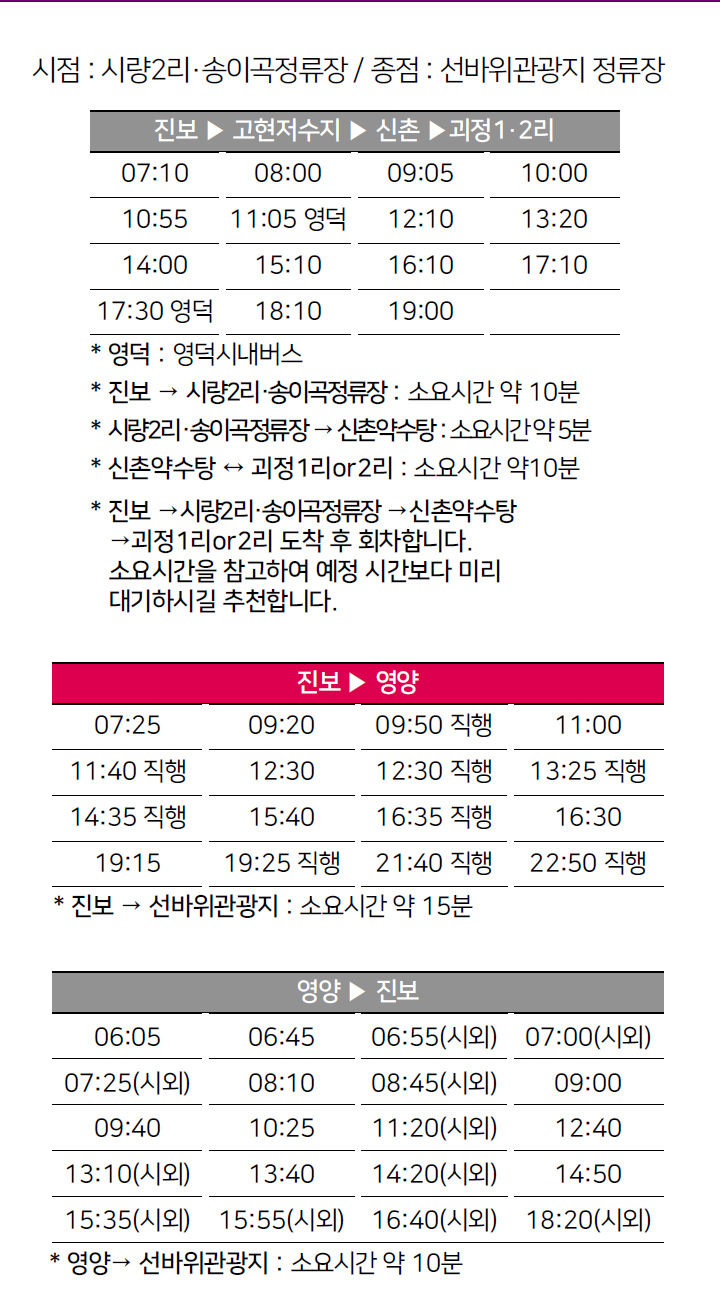 시점 : 시량2리·송이곡정류장 / 종점 : 선바위관광지 정류장
진보 ▶ 고현저수지 ▶ 신촌 ▶괴정1·2리
07:10 08:00 09:05 10:00
10:55 11:05 영덕 12:10 13:20
14:00 15:10 16:10 17:10
17:30 영덕 18:10 19:00
* 영덕 : 영덕시내버스
* 진보 → 시량2리·송이곡정류장 : 소요시간 약 10분
* 시량2리·송이곡정류장 → 신촌약수탕 : 소요시간 약 5분
* 신촌약수탕 ↔ 괴정1리or2리 : 소요시간 약10분
* 진보 →시량2리·송이곡정류장 →신촌약수탕
→괴정1리or2리 도착 후 회차합니다.
소요시간을 참고하여 예정 시간보다 미리
대기하시길 추천합니다.
진보 ▶ 영양
07:25 09:20 09:50 직행 11:00
11:40 직행 12:30 12:30 직행 13:25 직행
14:35 직행 15:40 16:35 직행 16:30
19:15 19:25 직행 21:40 직행 22:50 직행
* 진보 → 선바위관광지 : 소요시간 약 15분
영양 ▶ 진보
06:05 06:45 06:55(시외) 07:00(시외)
07:25(시외) 08:10 08:45(시외) 09:00
09:40 10:25 11:20(시외) 12:40
13:10(시외) 13:40 14:20(시외) 14:50
15:35(시외) 15:55(시외) 16:40(시외) 18:20(시외)
* 영양→ 선바위관광지 : 소요시간 약 10분